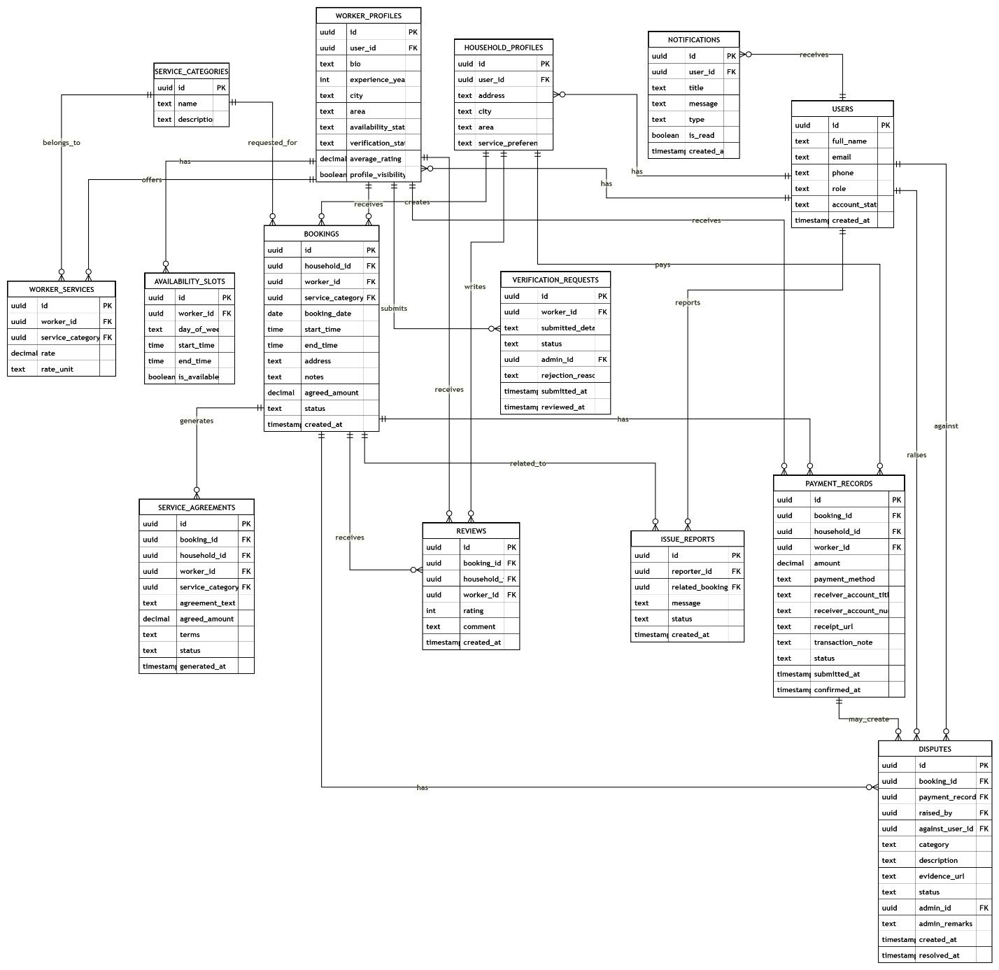 WORKER_PROFILES
uuid id PK
uuid user_id FK
text bio
int experience_yea
text city
text area
text availability_stat
text verification_stat
decimal average_rating
boolean profile_visibility
HOUSEHOLD_PROFILES
uuid id PK
uuid user_id FK
text address
text city
text area
text service_preferen
NOTIFICATIONS
uuid id PK
uuid user_id FK
text title
text message
text type
boolean is_read
timestamp created_a
receives
SERVICE_CATEGORIES
uuid id PK
text name
text descriptio
USERS
uuid id PK
text full_name
text email
text phone
text role
text account_stat
timestamp created_at
belongs_to
requested_for
has
offers
has
has
receives
creates
receives
BOOKINGS
uuid id PK
uuid household_id FK
uuid worker_id FK
uuid service_category FK
date booking_date
time start_time
time end_time
text address
text notes
decimal agreed_amount
text status
timestamp created_at
pays
WORKER_SERVICES
uuid id PK
uuid worker_id FK
uuid service_category FK
decimal rate
text rate_unit
AVAILABILITY_SLOTS
uuid id PK
uuid worker_id FK
text day_of_wee
time start_time
time end_time
boolean is_available
submits
writes
VERIFICATION_REQUESTS
uuid id PK
uuid worker_id FK
text submitted_deta
text status
uuid admin_id FK
text rejection_reaso
timestamp submitted_at
timestamp reviewed_at
reports
receives
generates
has
against
raises
related_to
receives
SERVICE_AGREEMENTS
uuid id PK
uuid booking_id FK
uuid household_id FK
uuid worker_id FK
uuid service_category FK
text agreement_text
decimal agreed_amount
text terms
text status
timestamp generated_at
REVIEWS
uuid id PK
uuid booking_id FK
uuid household_ FK
uuid worker_id FK
int rating
text comment
timestamp created_at
ISSUE_REPORTS
uuid id PK
uuid reporter_id FK
uuid related_booking FK
text message
text status
timestamp created_at
PAYMENT_RECORDS
uuid id PK
uuid booking_id FK
uuid household_id FK
uuid worker_id FK
decimal amount
text payment_method
text receiver_account_titl
text receiver_account_nu
text receipt_url
text transaction_note
text status
timestamp submitted_at
timestamp confirmed_at
may_create
has
DISPUTES
uuid id PK
uuid booking_id FK
uuid payment_record FK
uuid raised_by FK
uuid against_user_id FK
text category
text description
text evidence_url
text status
uuid admin_id FK
text admin_remarks
timestamp created_at
timestamp resolved_at